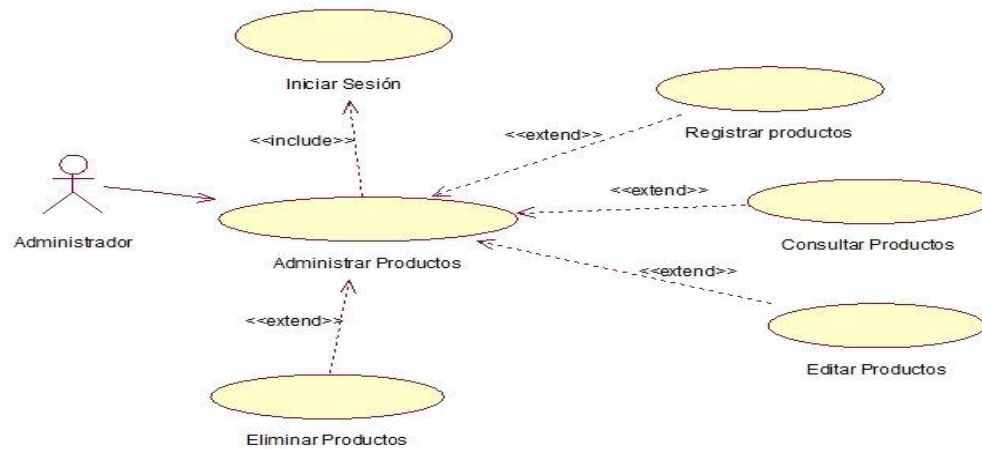 Iniciar Sesión
<<include>>
<<extend>>
Registrar productos
<<extend>>
Consultar Productos
Administrador
Administrar Productos
<<extend>>
Editar Productos
<<extend>>
Eliminar Productos